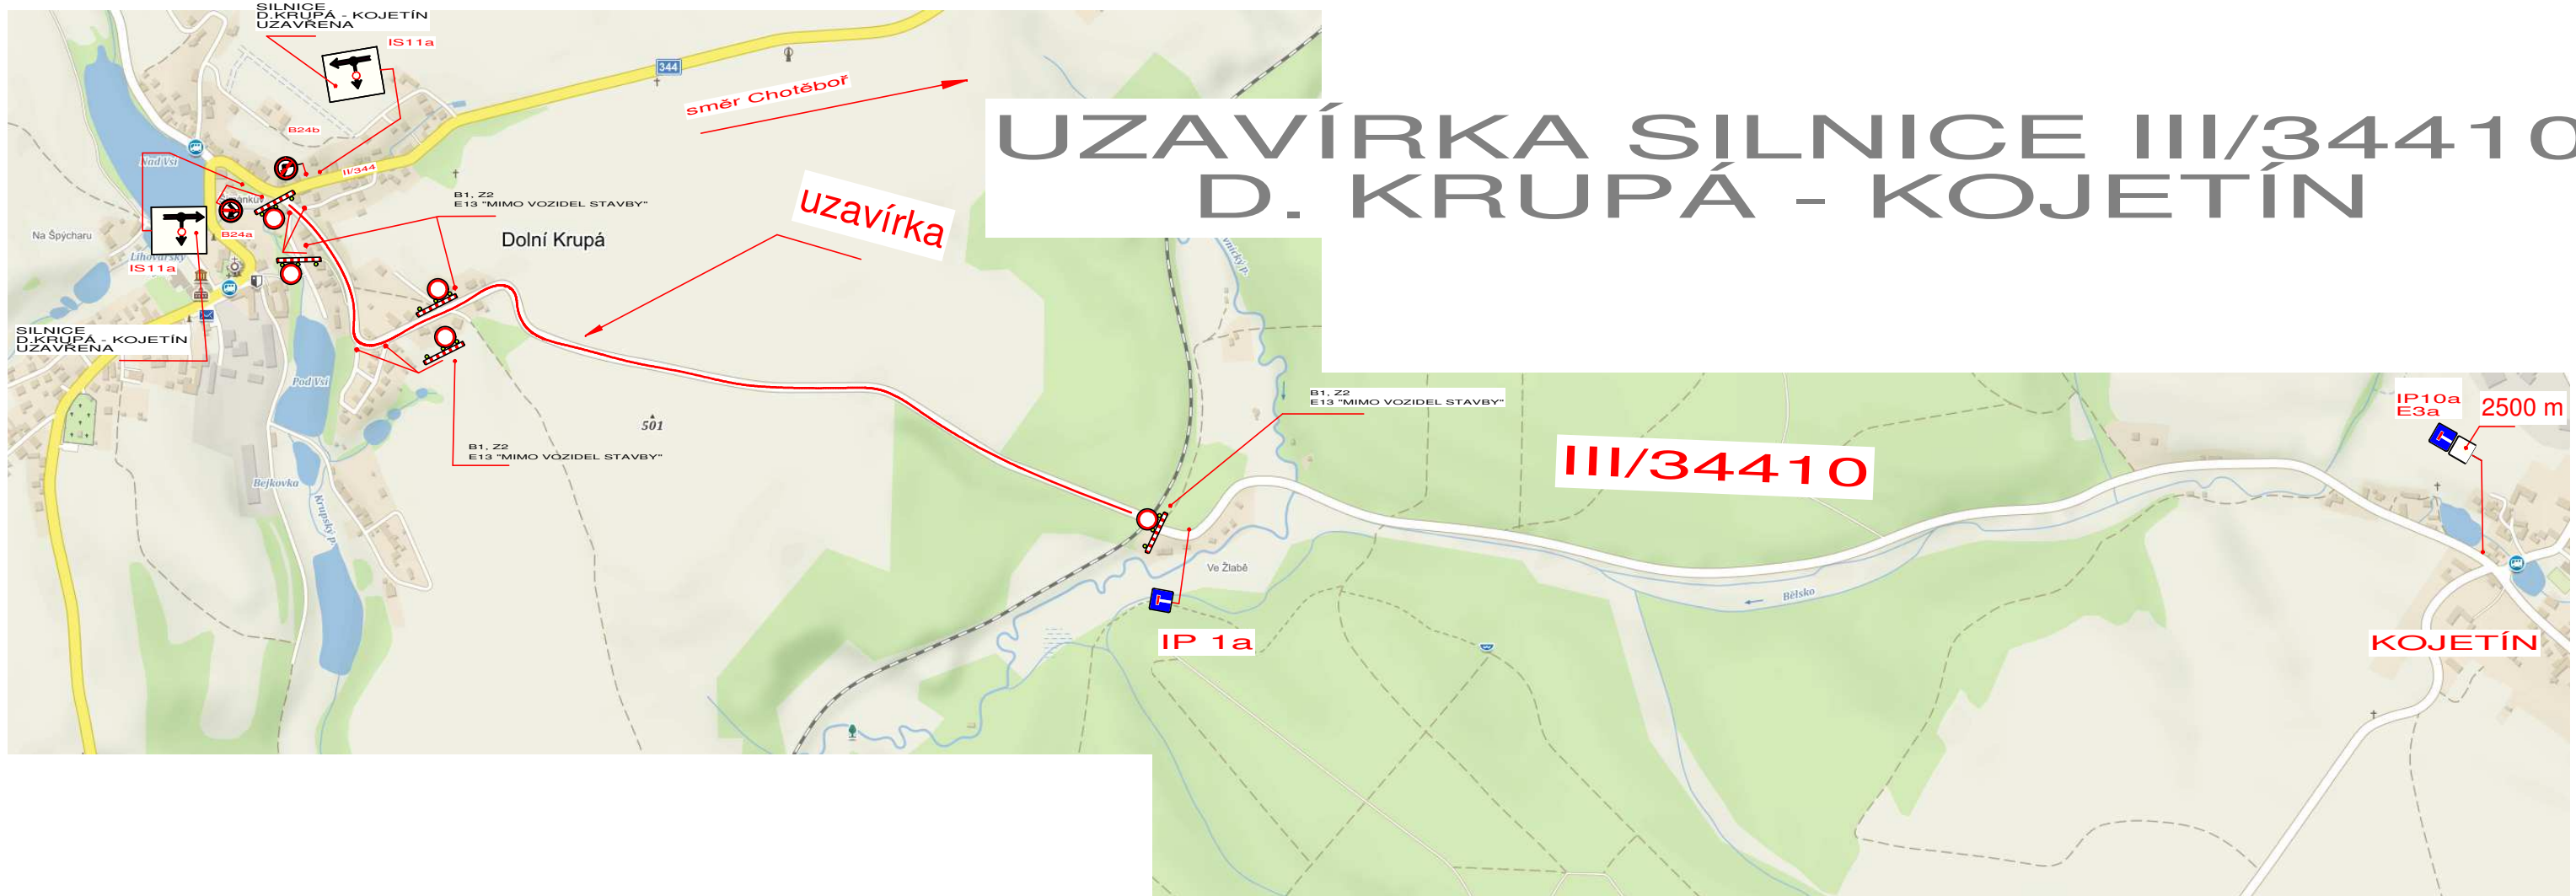 SILNICE
D.KRUPÁ - KOJETÍN
UZAVŘENA
IS11a
344
směr Chotěboř
UZAVÍRKA SILNICE III/34410
D. KRUPÁ - KOJETÍN
B24b
Nad Vsí
II/344
B1, Z2
E13 "MIMO VOZIDEL STAVBY"
uzavírka
Na Špýcharu
B24a
Dolní Krupá
Lihovarský
IS11a
SILNICE
D.KRUPÁ - KOJETÍN
UZAVŘENA
Pod Vsí
501
B1, Z2
E13 "MIMO VOZIDEL STAVBY"
B1, Z2
E13 "MIMO VOZIDEL STAVBY"
III/34410
IP10a
E3a
2500 m
Bejkovka
Krupský p.
Ve Žlabě
Bělsko
IP 1a
KOJETÍN